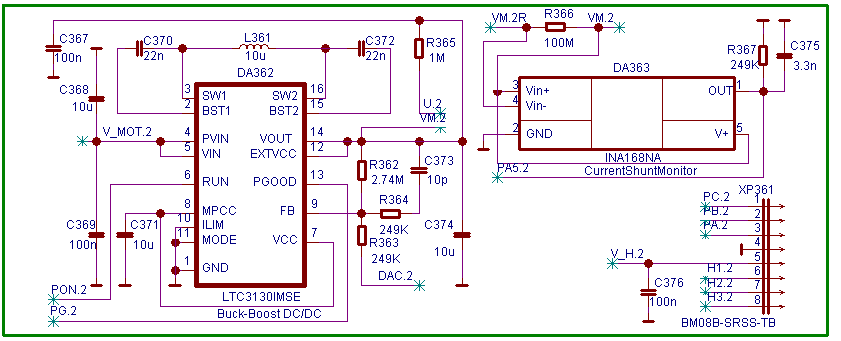 C367
100n
C370
22n
L361
10u
C372
22n
R365
1M
VM.2R
R366
VM.2
100M
R367
249K
C375
3.3n
DA362
DA363
C368
10u
3
SW1
SW2
16
2
BST1
BST2
15
U.2
VM.2
3
Vin+
OUT
1
4
Vin-
2
GND
V+
5
V_MOT.2
4
PVIN
VOUT
14
5
VIN
EXTVCC
12
INA168NA
CurrentShuntMonitor
PA5.2
6
RUN
PGOOD
13
R362
2.74M
C373
10p
R364
249K
8
MPCC
FB
9
10
ILIM
11
MODE
VCC
7
1
GND
C369
100n
C371
10u
R363
249K
C374
10u
DAC.2
PON.2
PG.2
LTC3130IMSE
Buck-Boost DC/DC
XP361
PC.2
1
PB.2
2
PA.2
3
4
V_H.2
5
H1.2
6
H2.2
7
H3.2
8
C376
100n
BM08B-SRSS-TB